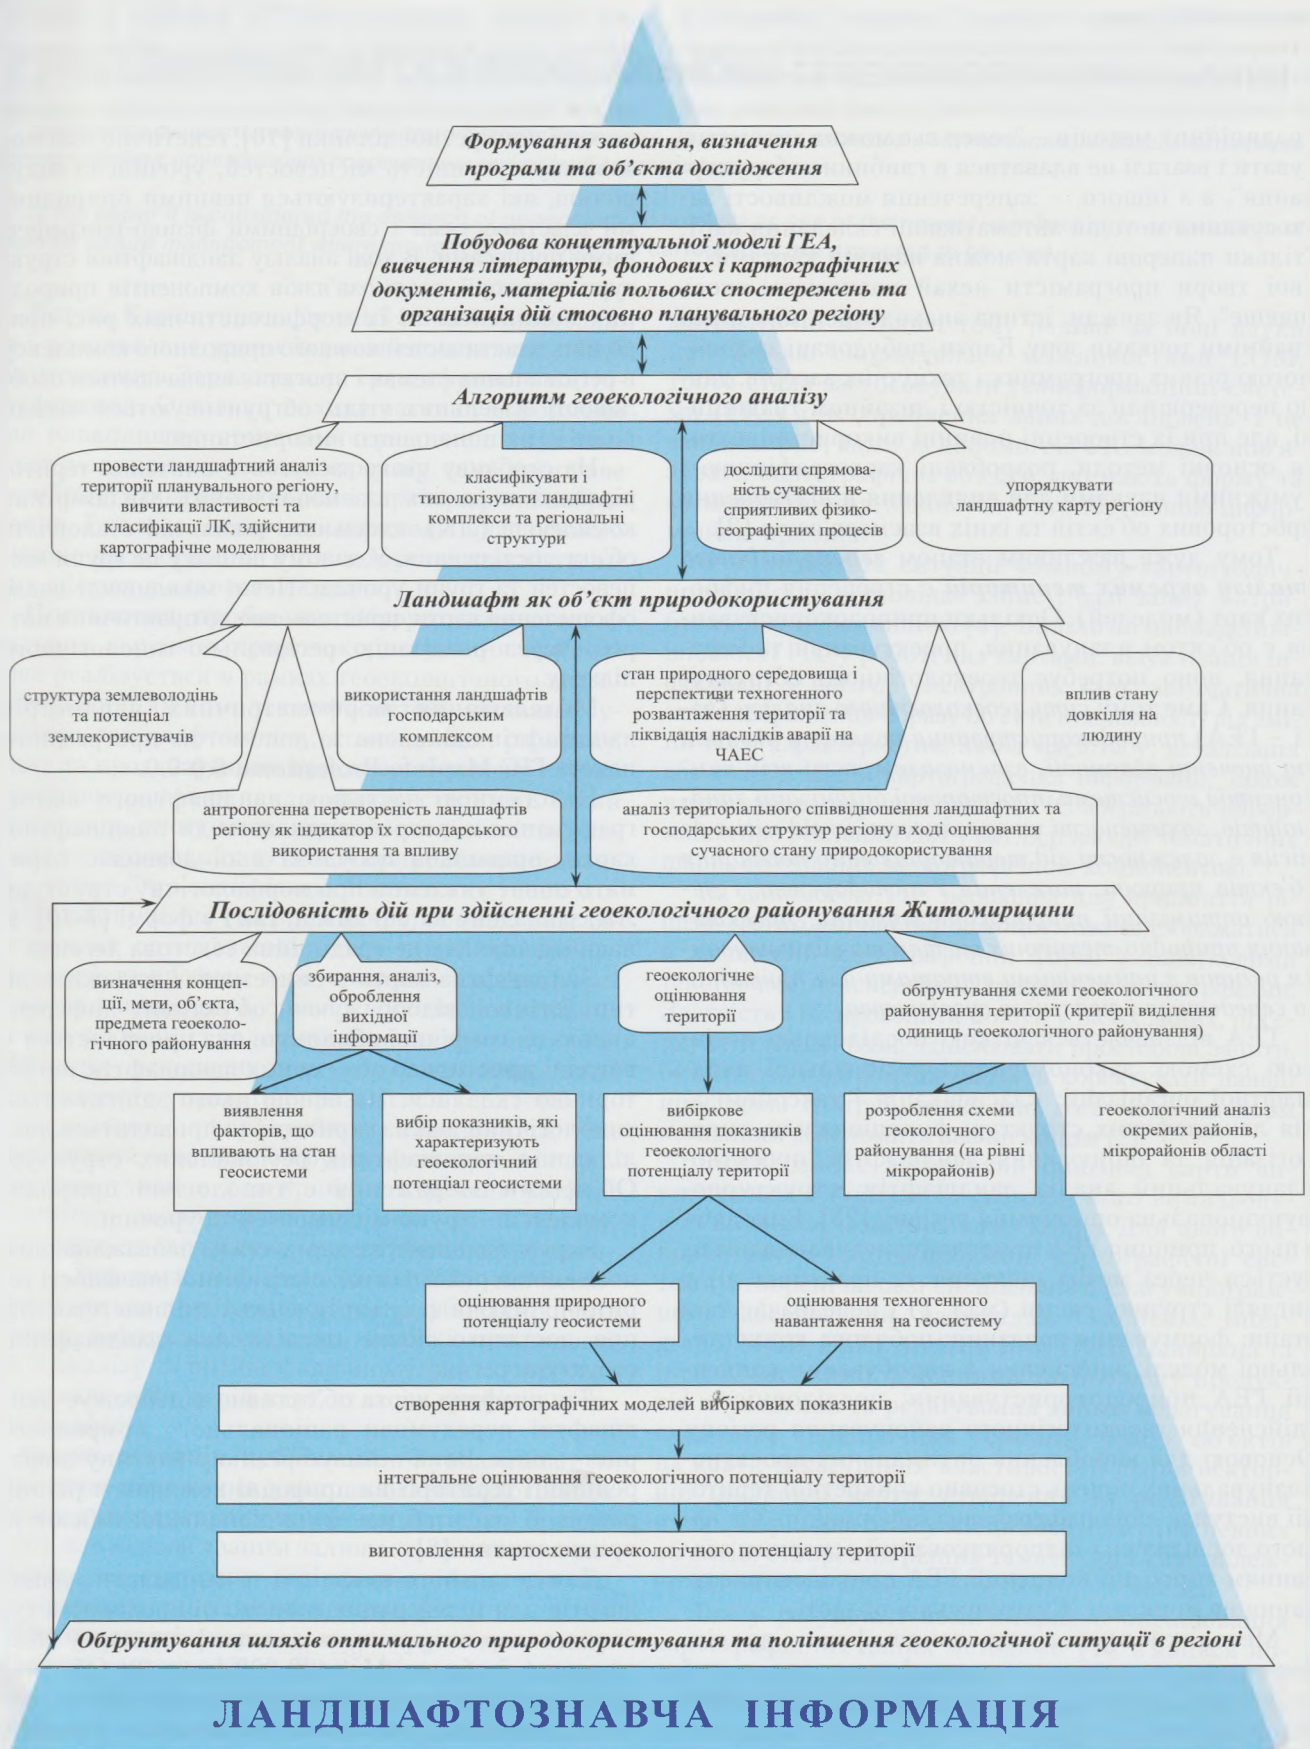 Формування завдання, визначення
програми та об’єкта дослідження
Побудова концептуальної моделі ГЕА,
вивчення літератури, фондових і картографічних
документів, матеріалів польових спостережень та
організація дій стосовно планувального регіону
Алгоритм геоекологічного аналізу
провести ландшафтний аналіз
території планувального регіону,
вивчити властивості та
класифікації ЛК, здійснити
картографічне моделювання
класифікувати і
типологізувати ландшафтні
комплекси та регіональні
структури
дослідити спрямова-
ність сучасних не-
сприятливих фізико-
географічних процесів
упорядкувати
ландшафтну карту регіону
Ландшафт як об’єкт природокористування
структура землеволодінь
та потенціал
землекористувачів
використання ландшафтів
господарським
комплексом
стан природного середовища і
перспективи техногенного
розвантаження території та
ліквідація наслідків аварії на
ЧАЕС
вплив стану
довкілля на
людину
антропогенна перетвореність ландшафтів
регіону як індикатор їх господарського
використання та впливу
аналіз територіального співвідношення ландшафтних та
господарських структур регіону в ході оцінювання
сучасного стану природокористування
Послідовність дій при здійсненні геоекологічного районування Житомирщини
визначення концеп-
ції, мети, об’єкта,
предмета геоеколо-
гічного районування
збирання, аналіз,
оброблення
вихідної
інформації
геоекологічне
оцінювання
території
обґрунтування схеми геоекологічного
районування території (критерії виділення
одиниць геоекологічного районування)
виявлення
факторів, що
впливають на стан
геосистеми
вибір показників, які
характеризують
геоекологічний
потенціал геосистеми
вибіркове
оцінювання показників
геоекологічного
потенціалу території
розроблення схеми
геокологічного
районування (на рівні
мікрорайонів)
геоекологічний аналіз
окремих районів,
мікрорайонів області
оцінювання природного
потенціалу геосистеми
оцінювання техногенного
навантаження на геосистему
створення картографічних моделей вибіркових показників
інтегральне оцінювання геоекологічного потенціалу території
виготовлення картосхеми геоекологічного потенціалу території
Обґрунтування шляхів оптимального природокористування та поліпшення геоекологічної ситуації в регіоні
ЛАНДШАФТОЗНАВЧА ІНФОРМАЦІЯ